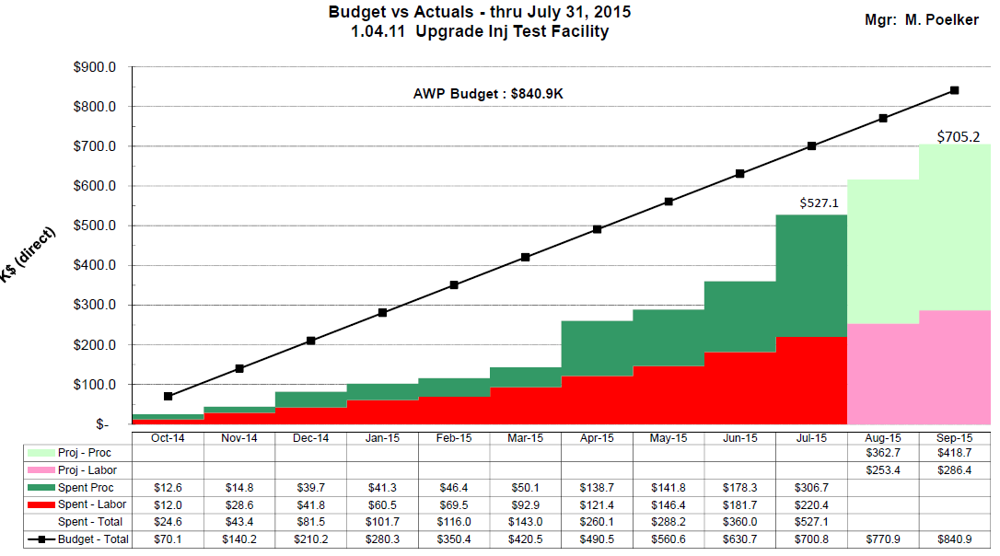 Budget vs Actuals - thru July 31, 2015
1.04.11 Upgrade Inj Test Facility
Mgr: M. Poelker
$900.0
AWP Budget : $840.9K
$800.0
$700.0
$705.2
$600.0
$527.1
$500.0
K$ (direct)
$400.0
$300.0
$200.0
$100.0
$-
Oct-14 Nov-14 Dec-14 Jan-15 Feb-15 Mar-15 Apr-15 May-15 Jun-15 Jul-15 Aug-15 Sep-15
Proj - Proc $362.7 $418.7
Proj - Labor $253.4 $286.4
Spent Proc $12.6 $14.8 $39.7 $41.3 $46.4 $50.1 $138.7 $141.8 $178.3 $306.7
Spent - Labor $12.0 $28.6 $41.8 $60.5 $69.5 $92.9 $121.4 $146.4 $181.7 $220.4
Spent - Total $24.6 $43.4 $81.5 $101.7 $116.0 $143.0 $260.1 $288.2 $360.0 $527.1
Budget - Total $70.1 $140.2 $210.2 $280.3 $350.4 $420.5 $490.5 $560.6 $630.7 $700.8 $770.9 $840.9